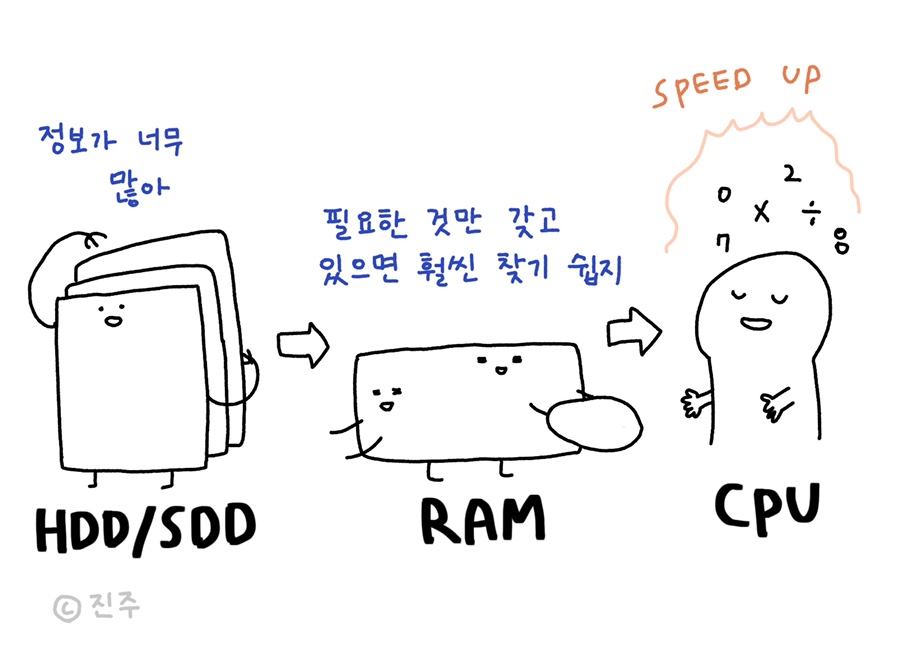 SPEED UP
정보가 너무
많아
필요한 것만 갖고
있으면 훨씬 찾기 쉽지
0 x 2 ÷
7 8
HDD/SDD
RAM
CPU
© 진주